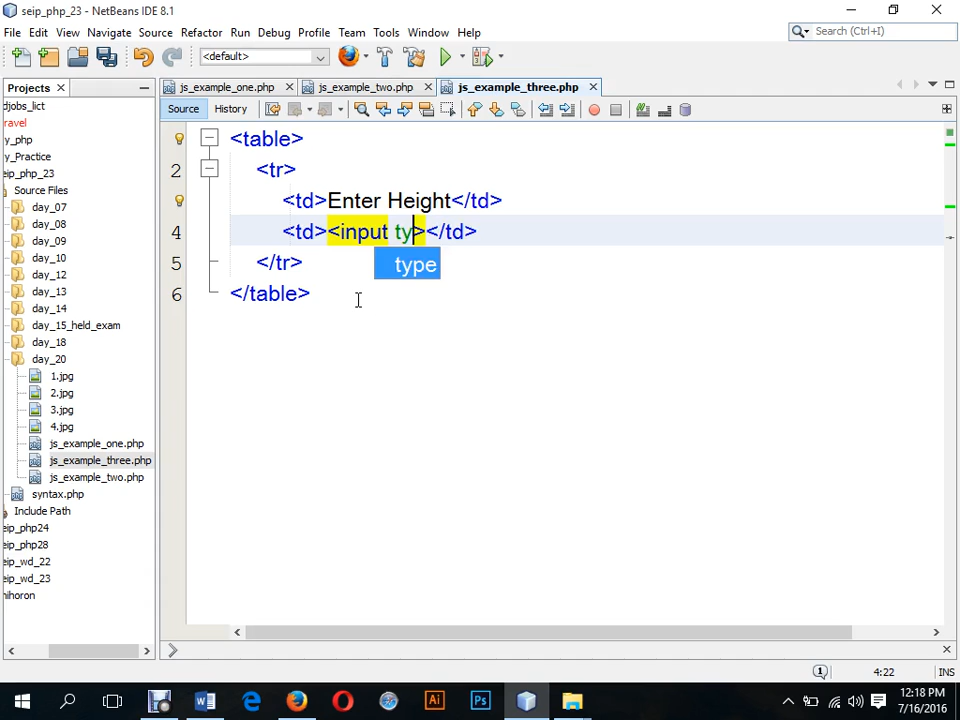 seip_php_23 - NetBeans IDE 8.1
File Edit View Navigate Source Refactor Run Debug Profile Team Tools Window Help
Search (Ctrl+I)
<default>
Projects
js_example_one.php
js_example_two.php
js_example_three.php
Source
History
djobs_list
ravel
y_php
y_Practice
eip_php_23
Source Files
day_07
day_08
day_09
day_10
day_12
day_13
day_14
day_15_held_exam
day_18
day_20
1.jpg
2.jpg
3.jpg
4.jpg
js_example_one.php
js_example_three.php
js_example_two.php
syntax.php
Include Path
eip_php24
eip_php28
eip_wd_22
eip_wd_23
nihoron
<table>
2 <tr>
<td>Enter Height</td>
4 <td><input ty></td>
type
5 </tr>
6 </table>
1
4:22
INS
12:18 PM
7/16/2016